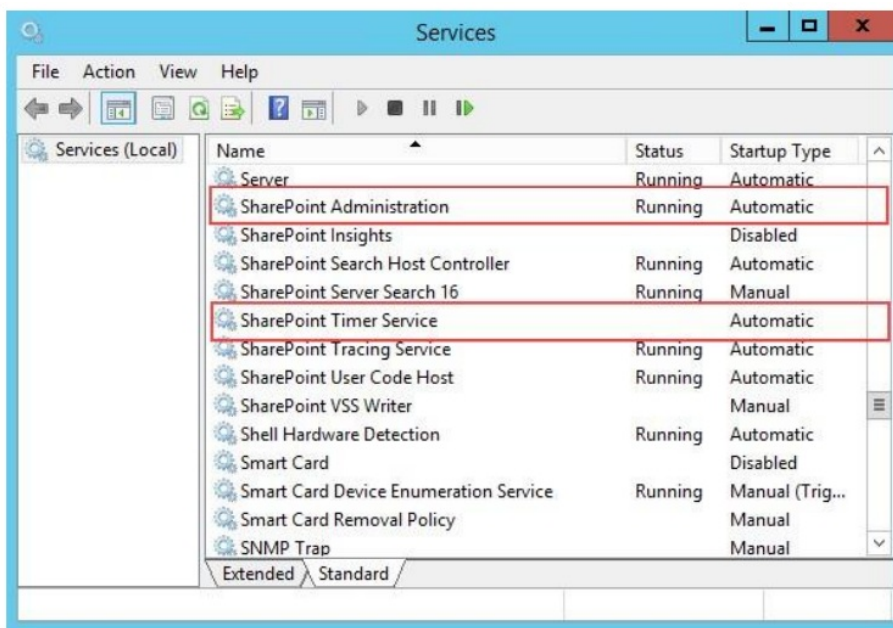 Services
File Action View Help
Services (Local)
Name Status Startup Type
Server Running Automatic
SharePoint Administration Running Automatic
SharePoint Insights Disabled
SharePoint Search Host Controller Running Automatic
SharePoint Server Search 16 Running Manual
SharePoint Timer Service Automatic
SharePoint Tracing Service Running Automatic
SharePoint User Code Host Running Automatic
SharePoint VSS Writer Manual
Shell Hardware Detection Running Automatic
Smart Card Disabled
Smart Card Device Enumeration Service Running Manual (Trig...
Smart Card Removal Policy Manual
SNMP Trap Manual
Extended Standard